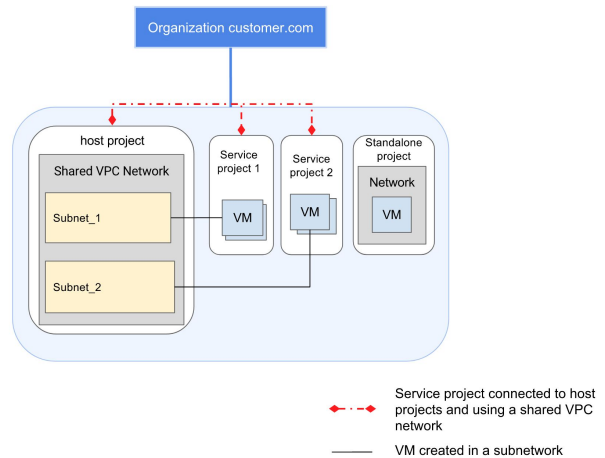 Organization customer.com
host project
Shared VPC Network
Subnet_1
Subnet_2
Service
project 1
VM
Service
project 2
VM
Standalone
project
Network
VM
Service project connected to host
projects and using a shared VPC
network
VM created in a subnetwork